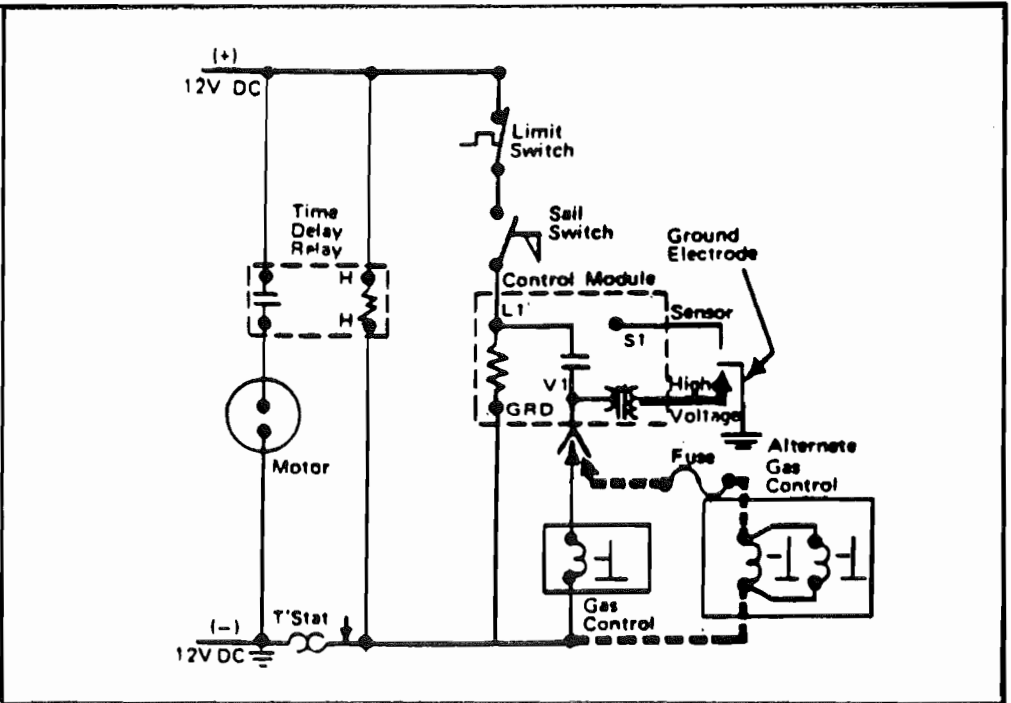 (+)
12V DC
Limit
Switch
Time
Delay
Relay
Sail
Switch
Ground
Electrode
H
H
Control Module
L1
Sensor
S1
V1
High
Voltage
GRD
Motor
Fuse
Alternate
Gas
Control
Gas
Control
(-)
12V DC
T'Stat